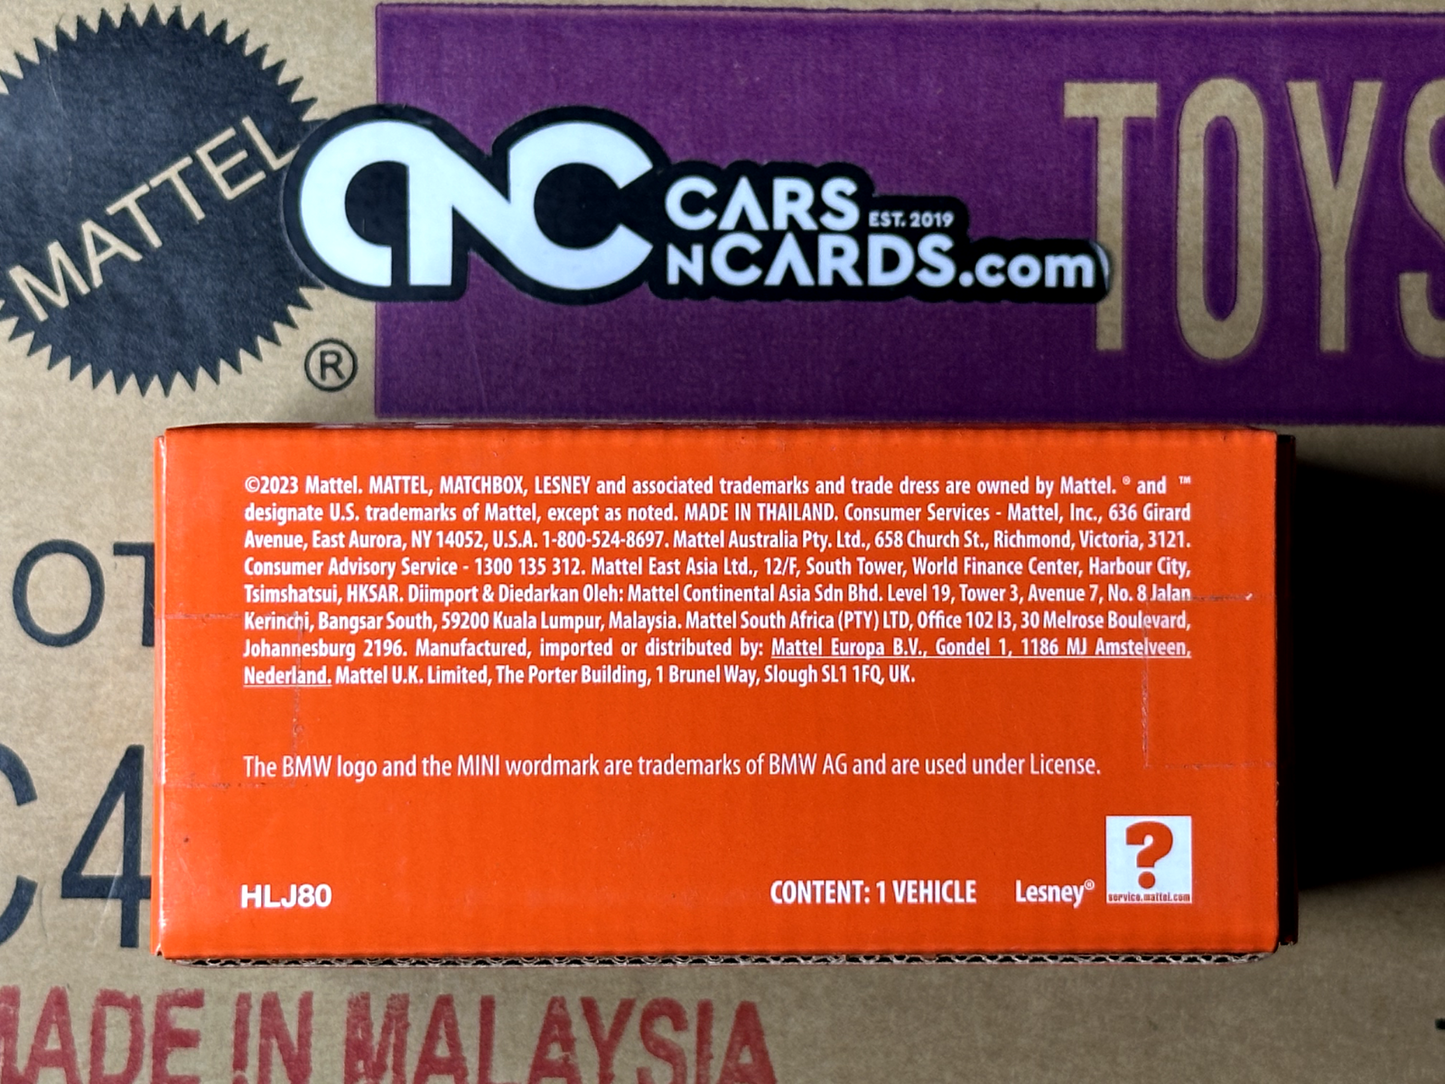 MATTEL
®
TOYS
CNC
CARS
EST. 2019
NCARDS.com
©2023 Mattel. MATTEL, MATCHBOX, LESNEY and associated trademarks and trade dress are owned by Mattel. ® and ™
designate U.S. trademarks of Mattel, except as noted. MADE IN THAILAND. Consumer Services - Mattel, Inc., 636 Girard
Avenue, East Aurora, NY 14052, U.S.A. 1-800-524-8697. Mattel Australia Pty. Ltd., 658 Church St., Richmond, Victoria, 3121.
Consumer Advisory Service - 1300 135 312. Mattel East Asia Ltd., 12/F, South Tower, World Finance Center, Harbour City,
Tsimshatsui, HKSAR. Diimport & Diedarkan Oleh: Mattel Continental Asia Sdn Bhd. Level 19, Tower 3, Avenue 7, No. 8 Jalan
Kerinchi, Bangsar South, 59200 Kuala Lumpur, Malaysia. Mattel South Africa (PTY) LTD, Office 102 I3, 30 Melrose Boulevard,
Johannesburg 2196. Manufactured, imported or distributed by: Mattel Europa B.V., Gondel 1, 1186 MJ Amstelveen,
Nederland. Mattel U.K. Limited, The Porter Building, 1 Brunel Way, Slough SL1 1FQ, UK.
The BMW logo and the MINI wordmark are trademarks of BMW AG and are used under License.
OT
C4
HLJ80
CONTENT: 1 VEHICLE
Lesney®
?
service.mattel.com
MADE IN MALAYSIA